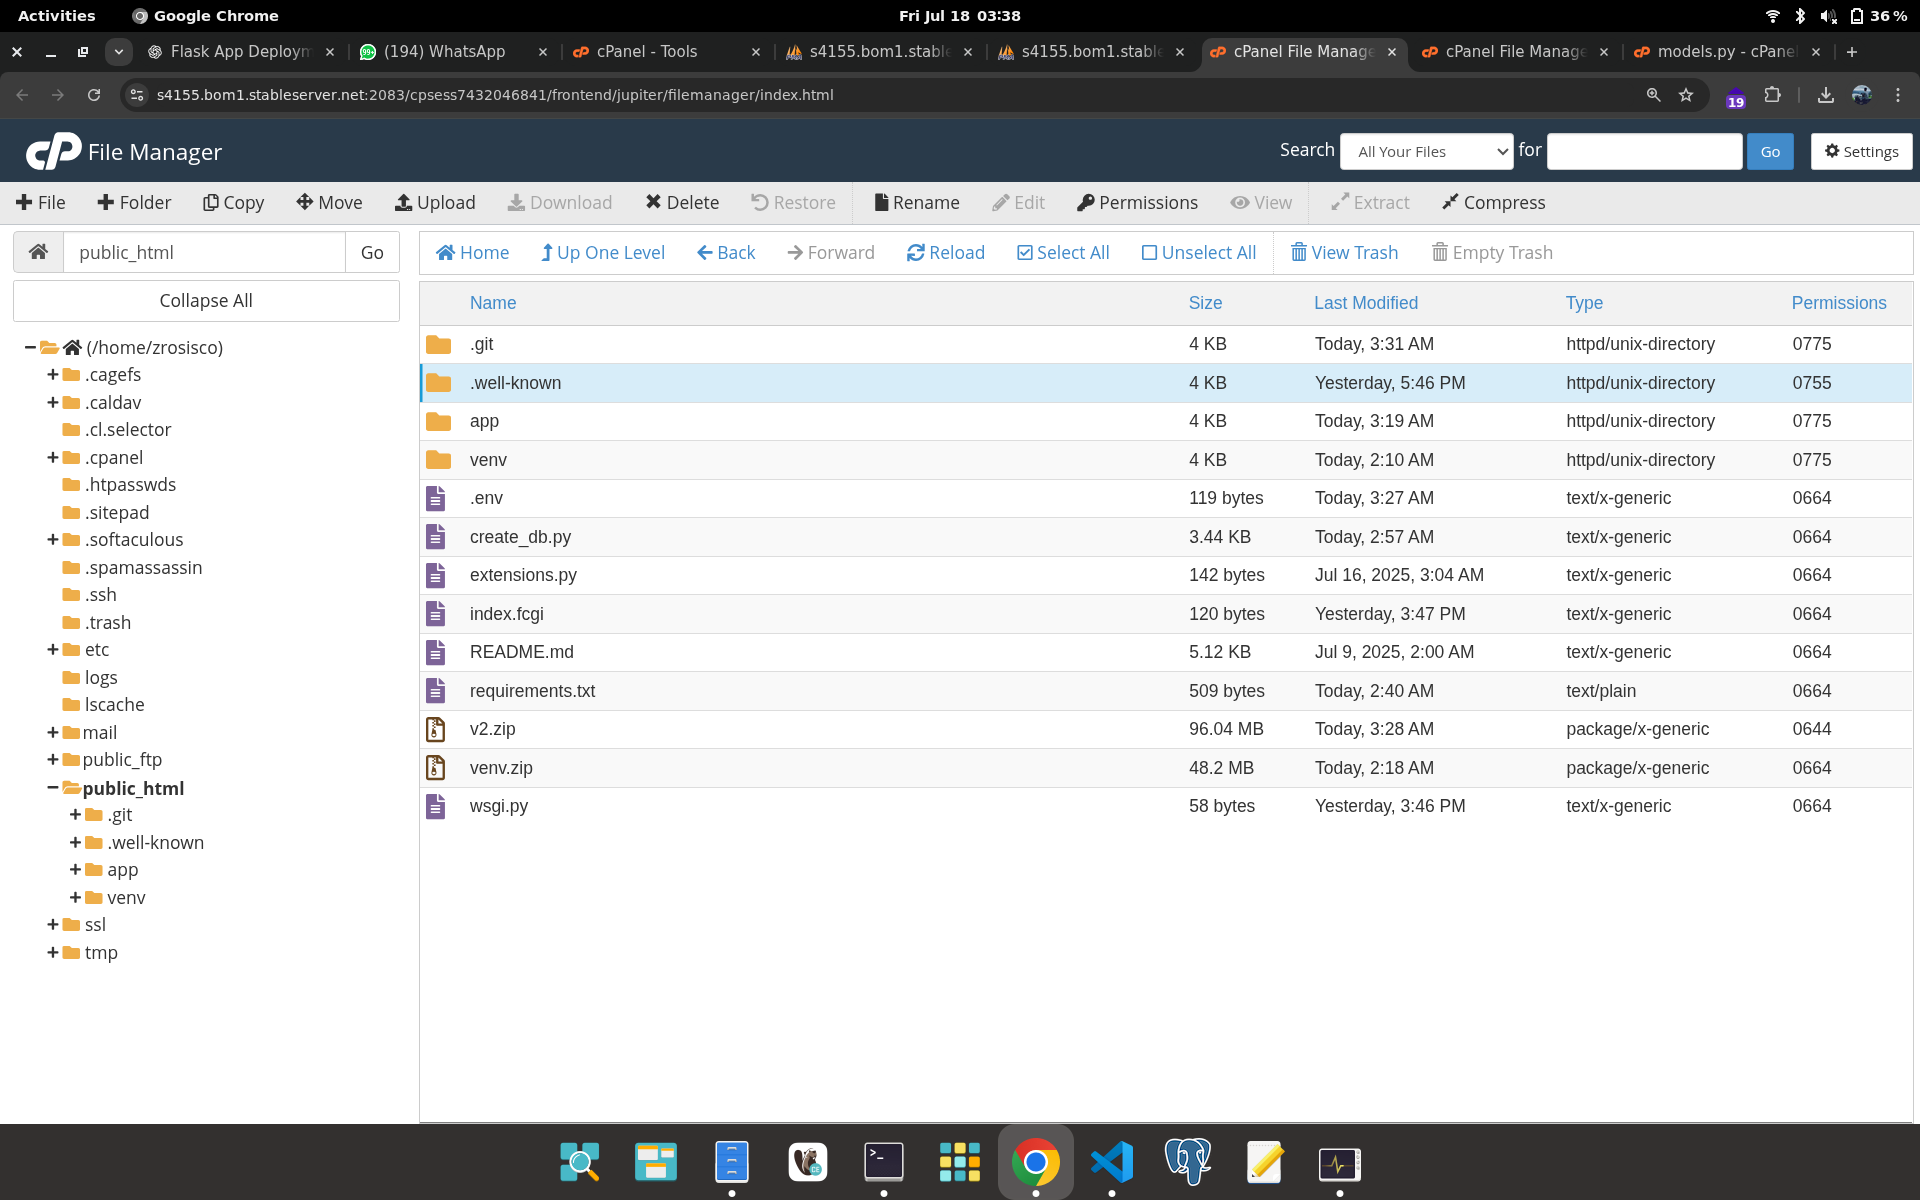 Activities Google Chrome Fri Jul 18 03:38 36 %
Flask App Deploym (194) WhatsApp cPanel - Tools s4155.bom1.stable s4155.bom1.stable cPanel File Manage cPanel File Manage models.py - cPanel
s4155.bom1.stableserver.net:2083/cpsess7432046841/frontend/jupiter/filemanager/index.html 19
cP File Manager Search All Your Files for Go Settings
File Folder Copy Move Upload Download Delete Restore Rename Edit Permissions View Extract Compress
public_html Go
Home Up One Level Back Forward Reload Select All Unselect All View Trash Empty Trash
Collapse All
(/home/zrosisco)
.cagefs
.caldav
.cl.selector
.cpanel
.htpasswds
.sitepad
.softaculous
.spamassassin
.ssh
.trash
etc
logs
lscache
mail
public_ftp
public_html
.git
.well-known
app
venv
ssl
tmp
Name Size Last Modified Type Permissions
.git 4 KB Today, 3:31 AM httpd/unix-directory 0775
.well-known 4 KB Yesterday, 5:46 PM httpd/unix-directory 0755
app 4 KB Today, 3:19 AM httpd/unix-directory 0775
venv 4 KB Today, 2:10 AM httpd/unix-directory 0775
.env 119 bytes Today, 3:27 AM text/x-generic 0664
create_db.py 3.44 KB Today, 2:57 AM text/x-generic 0664
extensions.py 142 bytes Jul 16, 2025, 3:04 AM text/x-generic 0664
index.fcgi 120 bytes Yesterday, 3:47 PM text/x-generic 0664
README.md 5.12 KB Jul 9, 2025, 2:00 AM text/x-generic 0664
requirements.txt 509 bytes Today, 2:40 AM text/plain 0664
v2.zip 96.04 MB Today, 3:28 AM package/x-generic 0644
venv.zip 48.2 MB Today, 2:18 AM package/x-generic 0664
wsgi.py 58 bytes Yesterday, 3:46 PM text/x-generic 0664